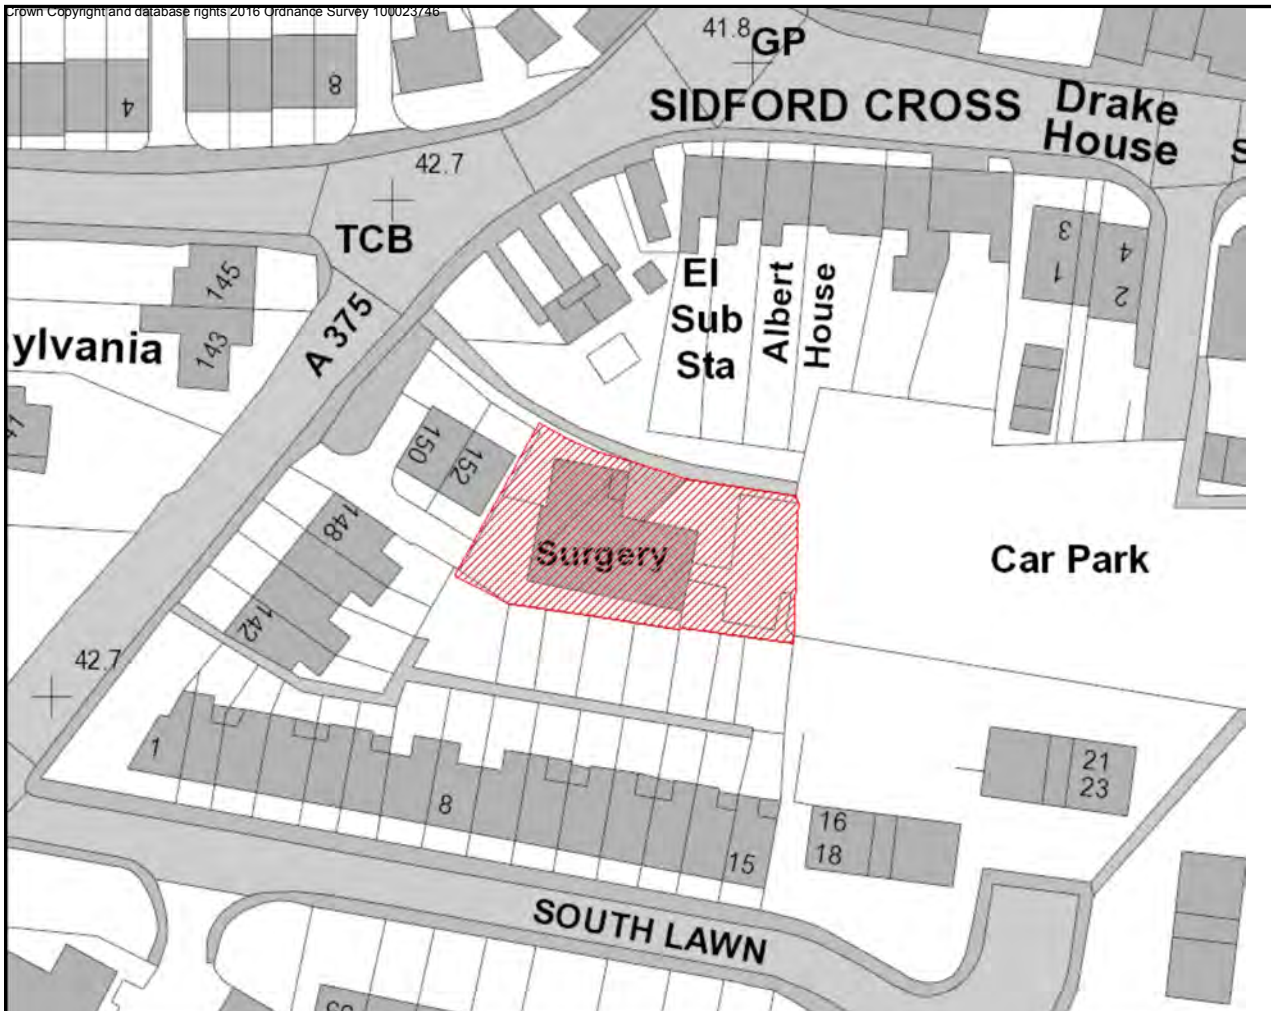 Crown Copyright and database rights 2016 Ordnance Survey 100023746
41.8
GP
SIDFORD CROSS
Drake
House
4
8
42.7
TCB
3
4
1
2
145
143
A 375
ylvania
El
Sub
Sta
Albert
House
150
152
148
142
Surgery
Car Park
42.7
1
8
15
16
18
21
23
SOUTH LAWN